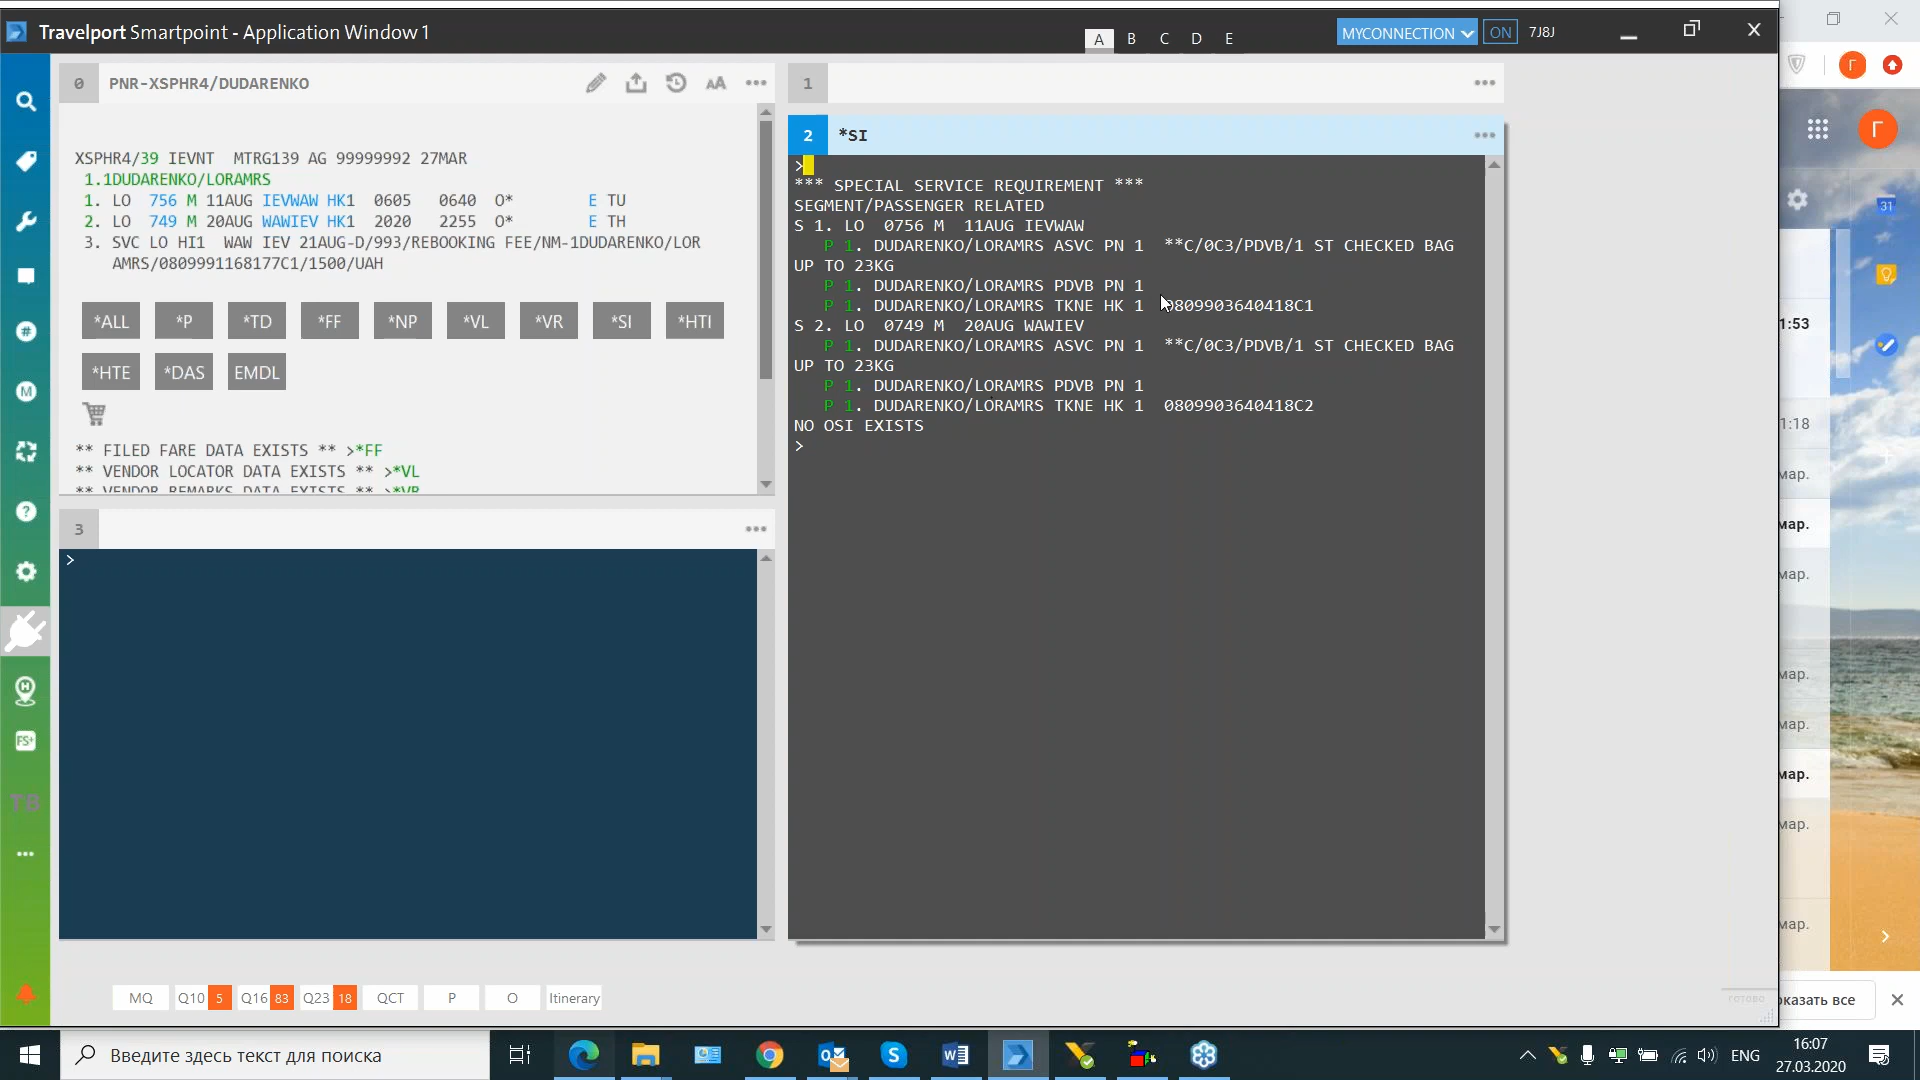 Travelport Smartpoint - Application Window 1
A B C D E
MYCONNECTION ON 7J8J
0 PNR-XSPHR4/DUDARENKO
AA
XSPHR4/39 IEVNT MTRG139 AG 99999992 27MAR
1.1DUDARENKO/LORAMRS
1. LO 756 M 11AUG IEVWAW HK1 0605 0640 O* E TU
2. LO 749 M 20AUG WAWIEV HK1 2020 2255 O* E TH
3. SVC LO HI1 WAW IEV 21AUG-D/993/REBOOKING FEE/NM-1DUDARENKO/LOR
AMRS/0809991168177C1/1500/UAH
*ALL *P *TD *FF *NP *VL *VR *SI *HTI
*HTE *DAS EMDL
** FILED FARE DATA EXISTS ** >*FF
** VENDOR LOCATOR DATA EXISTS ** >*VL
** VENDOR REMARKS DATA EXISTS ** >*VR
1
2 *SI
>
*** SPECIAL SERVICE REQUIREMENT ***
SEGMENT/PASSENGER RELATED
S 1. LO 0756 M 11AUG IEVWAW
P 1. DUDARENKO/LORAMRS ASVC PN 1 **C/0C3/PDVB/1 ST CHECKED BAG
UP TO 23KG
P 1. DUDARENKO/LORAMRS PDVB PN 1
P 1. DUDARENKO/LORAMRS TKNE HK 1 0809903640418C1
S 2. LO 0749 M 20AUG WAWIEV
P 1. DUDARENKO/LORAMRS ASVC PN 1 **C/0C3/PDVB/1 ST CHECKED BAG
UP TO 23KG
P 1. DUDARENKO/LORAMRS PDVB PN 1
P 1. DUDARENKO/LORAMRS TKNE HK 1 0809903640418C2
NO OSI EXISTS
>
3
>
MQ Q10 5 Q16 83 Q23 18 QCT P O Itinerary
готово
# M ? H FS+ TB
Г
Г
31
1:53
1:18
мар.
мар.
мар.
мар.
мар.
мар.
мар.
мар.
оказать все
Введите здесь текст для поиска
ENG
16:07
27.03.2020